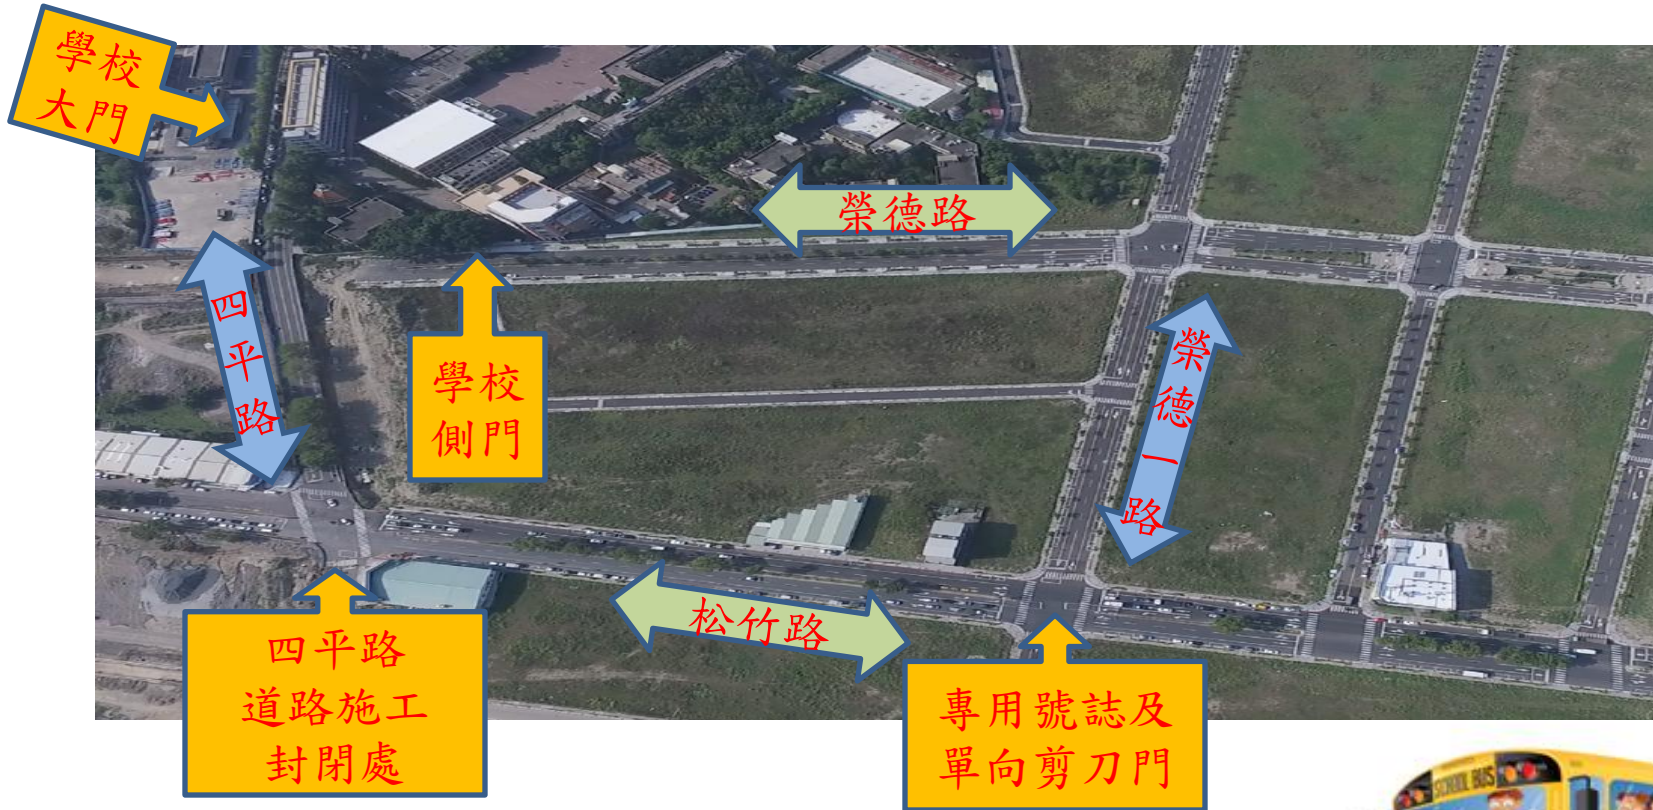 學校
大門
榮德路
四平路
學校
側門
榮德一路
松竹路
四平路
道路施工
封閉處
專用號誌及
單向剪刀門
SCHOOL BUS